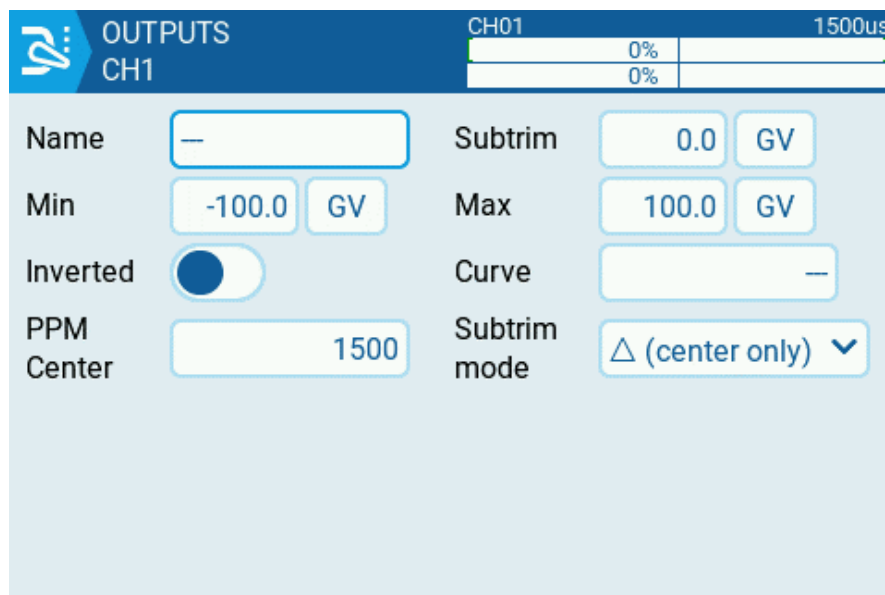 OUTPUTS
CH1
CH01 1500us
0%
0%
Name --- Subtrim 0.0 GV
Min -100.0 GV Max 100.0 GV
Inverted Curve ---
PPM Center 1500 Subtrim mode △ (center only)